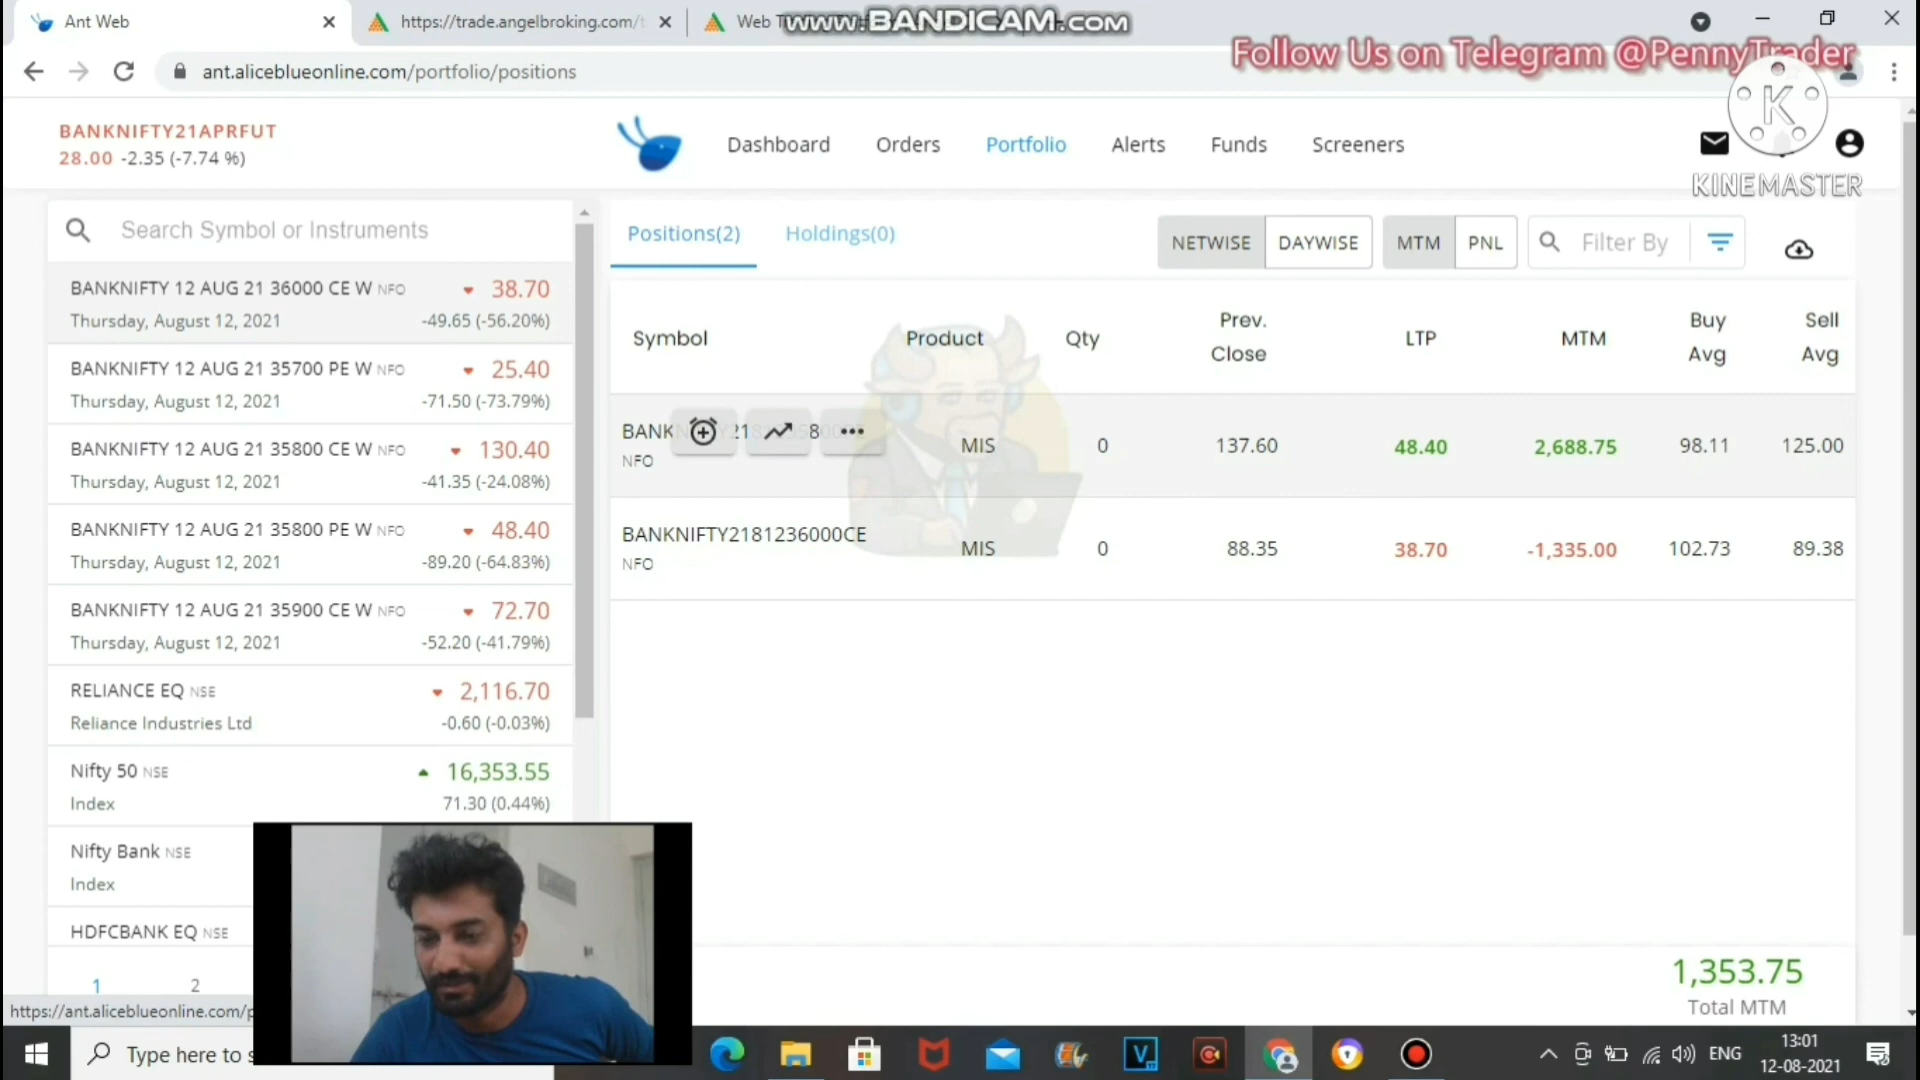 Ant Web
https://trade.angelbroking.com/t
Web T
www.BANDICAM.com
Follow Us on Telegram @PennyTrader
ant.aliceblueonline.com/portfolio/positions
KINEMASTER
BANKNIFTY21APRFUT
28.00 -2.35 (-7.74 %)
Dashboard
Orders
Portfolio
Alerts
Funds
Screeners
Search Symbol or Instruments
BANKNIFTY 12 AUG 21 36000 CE W NFO
38.70
Thursday, August 12, 2021
-49.65 (-56.20%)
BANKNIFTY 12 AUG 21 35700 PE W NFO
25.40
Thursday, August 12, 2021
-71.50 (-73.79%)
BANKNIFTY 12 AUG 21 35800 CE W NFO
130.40
Thursday, August 12, 2021
-41.35 (-24.08%)
BANKNIFTY 12 AUG 21 35800 PE W NFO
48.40
Thursday, August 12, 2021
-89.20 (-64.83%)
BANKNIFTY 12 AUG 21 35900 CE W NFO
72.70
Thursday, August 12, 2021
-52.20 (-41.79%)
RELIANCE EQ NSE
2,116.70
Reliance Industries Ltd
-0.60 (-0.03%)
Nifty 50 NSE
16,353.55
Index
71.30 (0.44%)
Nifty Bank NSE
Index
HDFCBANK EQ NSE
1 2
https://ant.aliceblueonline.com/p
Positions(2)
Holdings(0)
NETWISE
DAYWISE
MTM
PNL
Filter By
Symbol Product Qty Prev. Close LTP MTM Buy Avg Sell Avg
BANK MIS 0 137.60 48.40 2,688.75 98.11 125.00
NFO
BANKNIFTY2181236000CE MIS 0 88.35 38.70 -1,335.00 102.73 89.38
NFO
1,353.75
Total MTM
Type here to s
ENG
13:01
12-08-2021